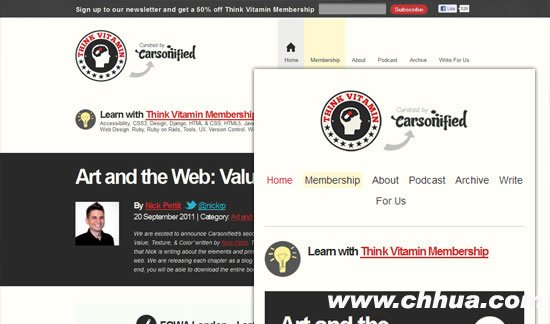 Sign up to our newsletter and get a 50% off Think Vitamin Membership
Subscribe
Like
THINK VITAMIN
Curated by
Carsonified
Home
Membership
About
Podcast
Archive
Write For Us
Learn with Think Vitamin Membership
Accessibility, CSS3, Design, Django, HTML & CSS, HTML5, Java
Web Design, Ruby, Ruby on Rails, Tools, UX, Version Control, W
Art and the Web: Valu
By Nick Pettit @nickrp
20 September 2011 | Category: Art and
We are excited to announce Carsonified's seco
Value, Texture, & Color' written by Nick Pettit. T
that Nick is writing about the elements and prin
web. We are releasing each chapter as a blog
end, you will be able to download the entire boo
THINK VITAMIN
Curated by
Carsonified
Home Membership About Podcast Archive Write
For Us
Learn with Think Vitamin Membership
Art and the
www.chhua.com